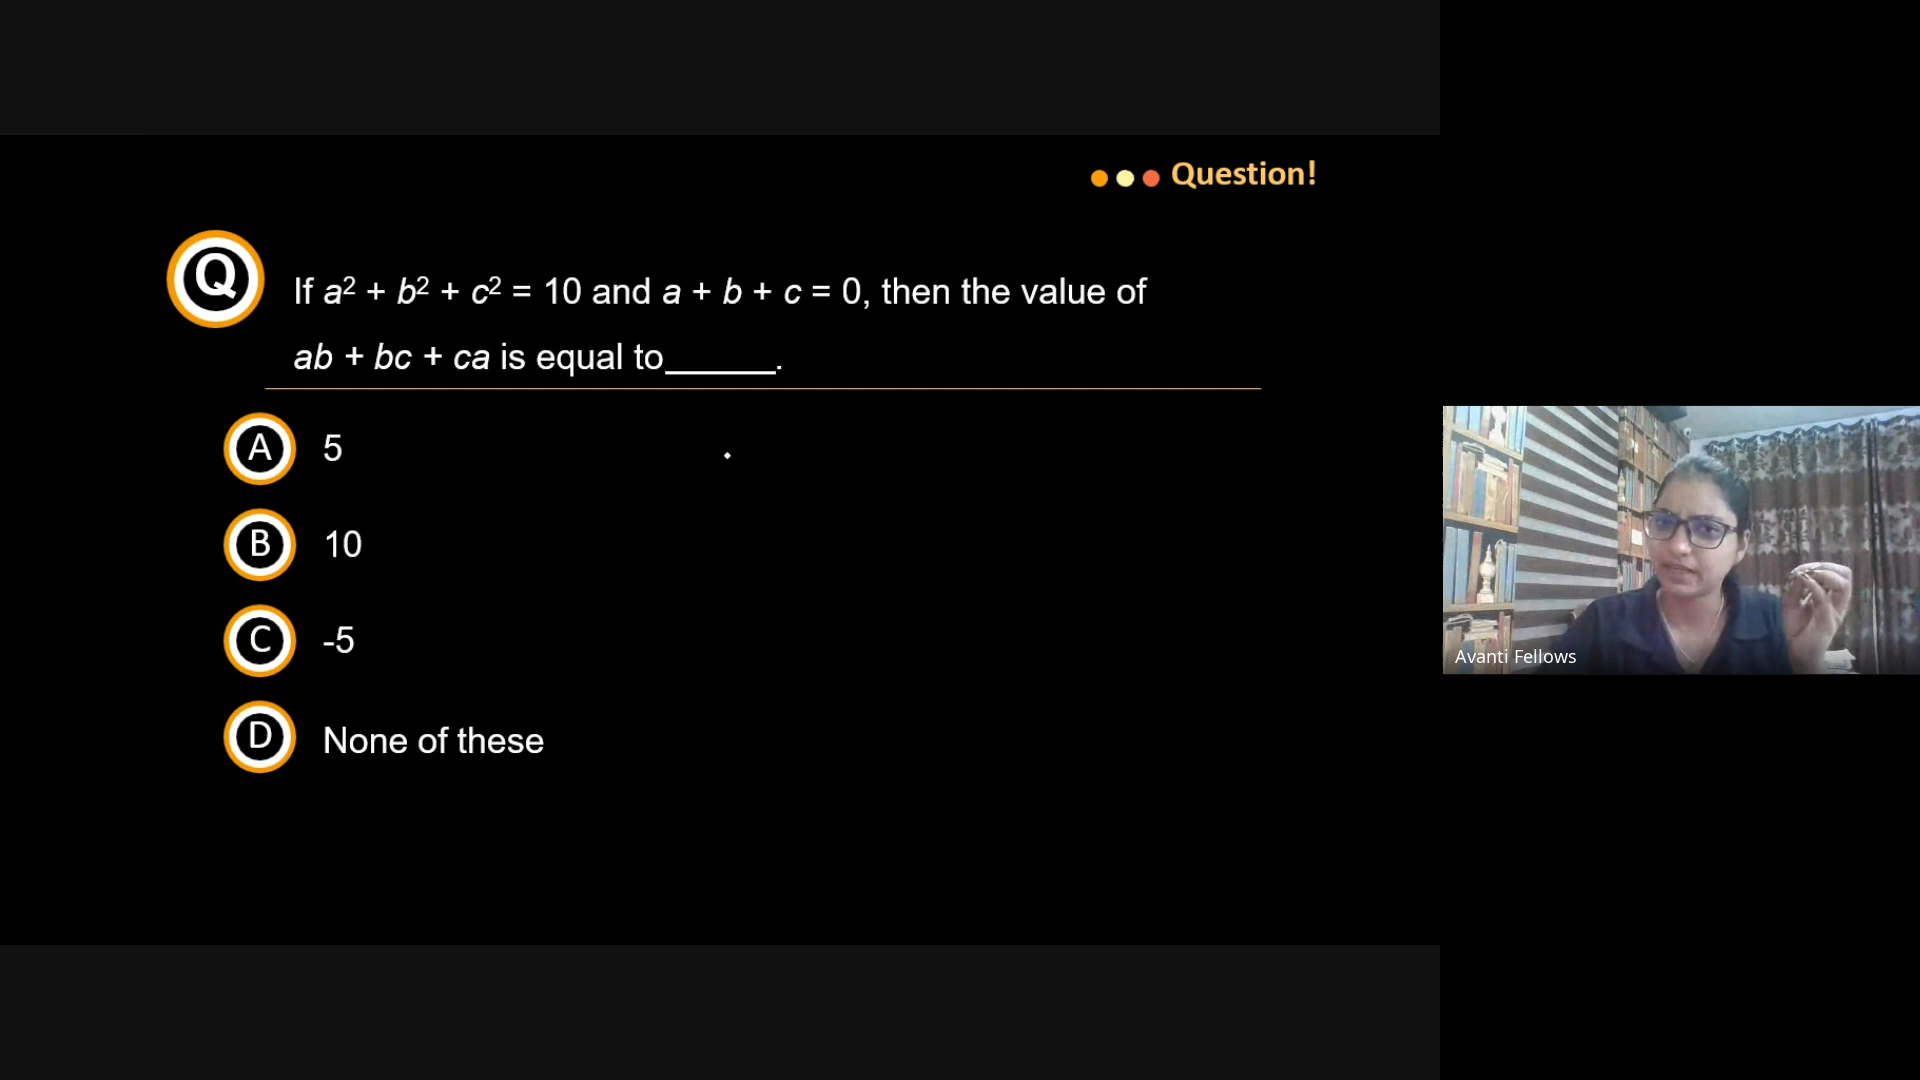 Question!
Q
If a² + b² + c² = 10 and a + b + c = 0, then the value of
ab + bc + ca is equal to______.
A 5
B 10
C -5
D None of these
Avanti Fellows